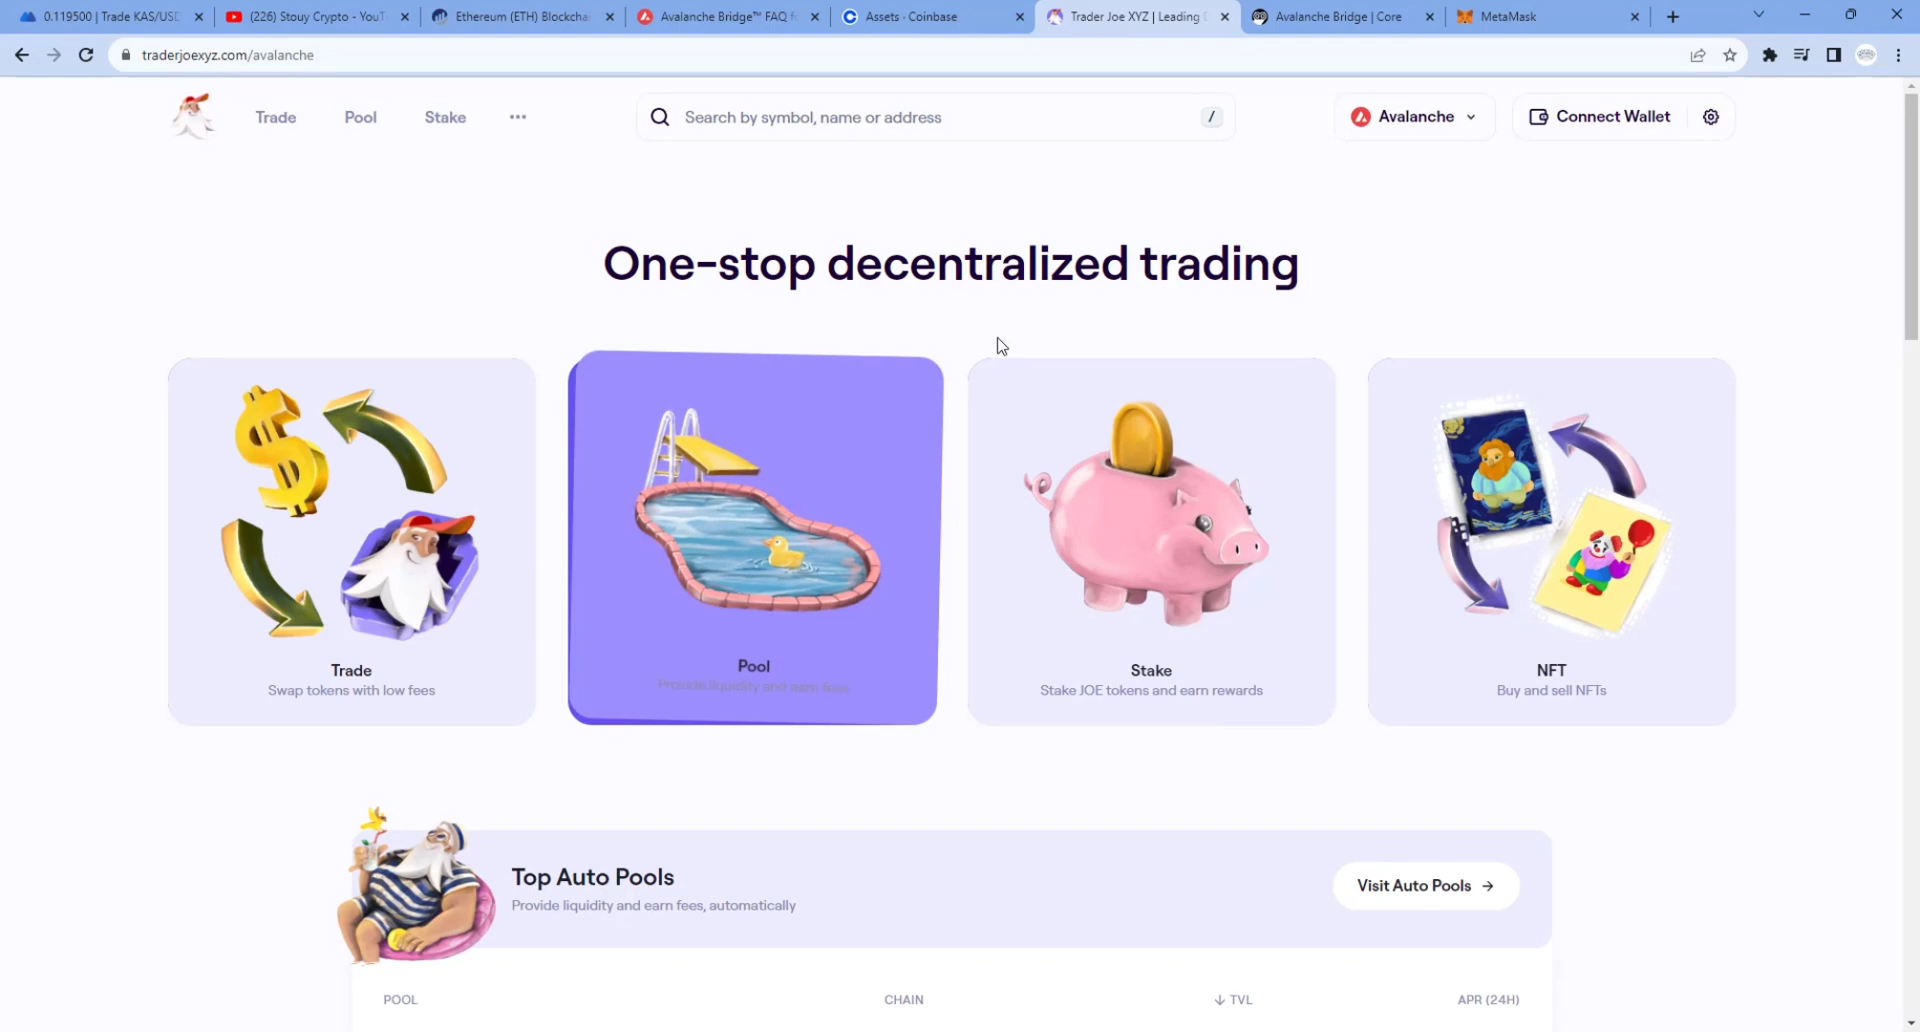 0.119500 | Trade KAS/USD
(226) Stouy Crypto - YouT
Ethereum (ETH) Blockcha
Avalanche Bridge™ FAQ f
Assets - Coinbase
Trader Joe XYZ | Leading D
Avalanche Bridge | Core
MetaMask
traderjoexyz.com/avalanche
Trade
Pool
Stake
Search by symbol, name or address
/
Avalanche
Connect Wallet
One-stop decentralized trading
Trade
Swap tokens with low fees
Pool
Provide liquidity and earn fees
Stake
Stake JOE tokens and earn rewards
NFT
Buy and sell NFTs
Top Auto Pools
Provide liquidity and earn fees, automatically
Visit Auto Pools →
POOL
CHAIN
↓ TVL
APR (24H)